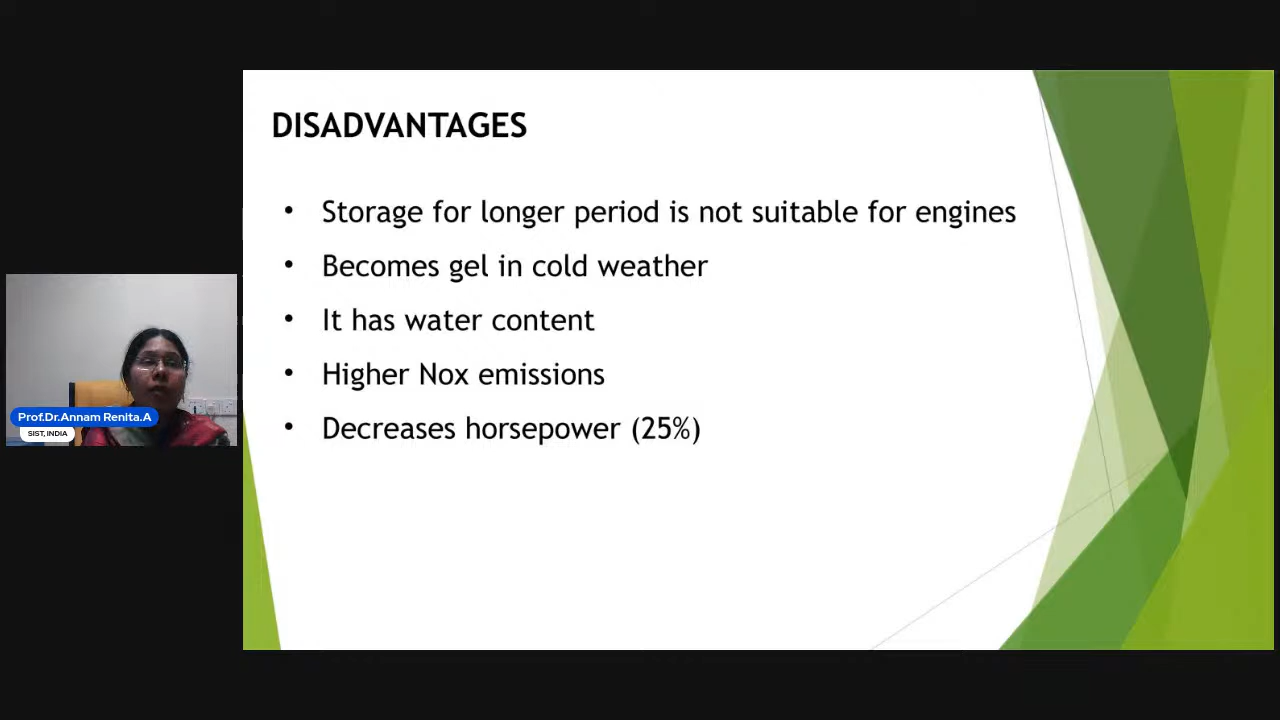 DISADVANTAGES
• Storage for longer period is not suitable for engines
• Becomes gel in cold weather
• It has water content
• Higher Nox emissions
• Decreases horsepower (25%)
Prof.Dr.Annam Renita.A
SIST, INDIA